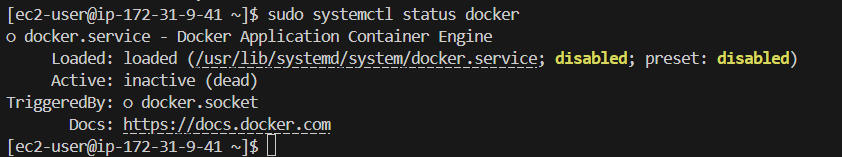 [ec2-user@ip-172-31-9-41 ~]$ sudo systemctl status docker
○ docker.service - Docker Application Container Engine
     Loaded: loaded (/usr/lib/systemd/system/docker.service; disabled; preset: disabled)
     Active: inactive (dead)
TriggeredBy: ○ docker.socket
       Docs: https://docs.docker.com
[ec2-user@ip-172-31-9-41 ~]$